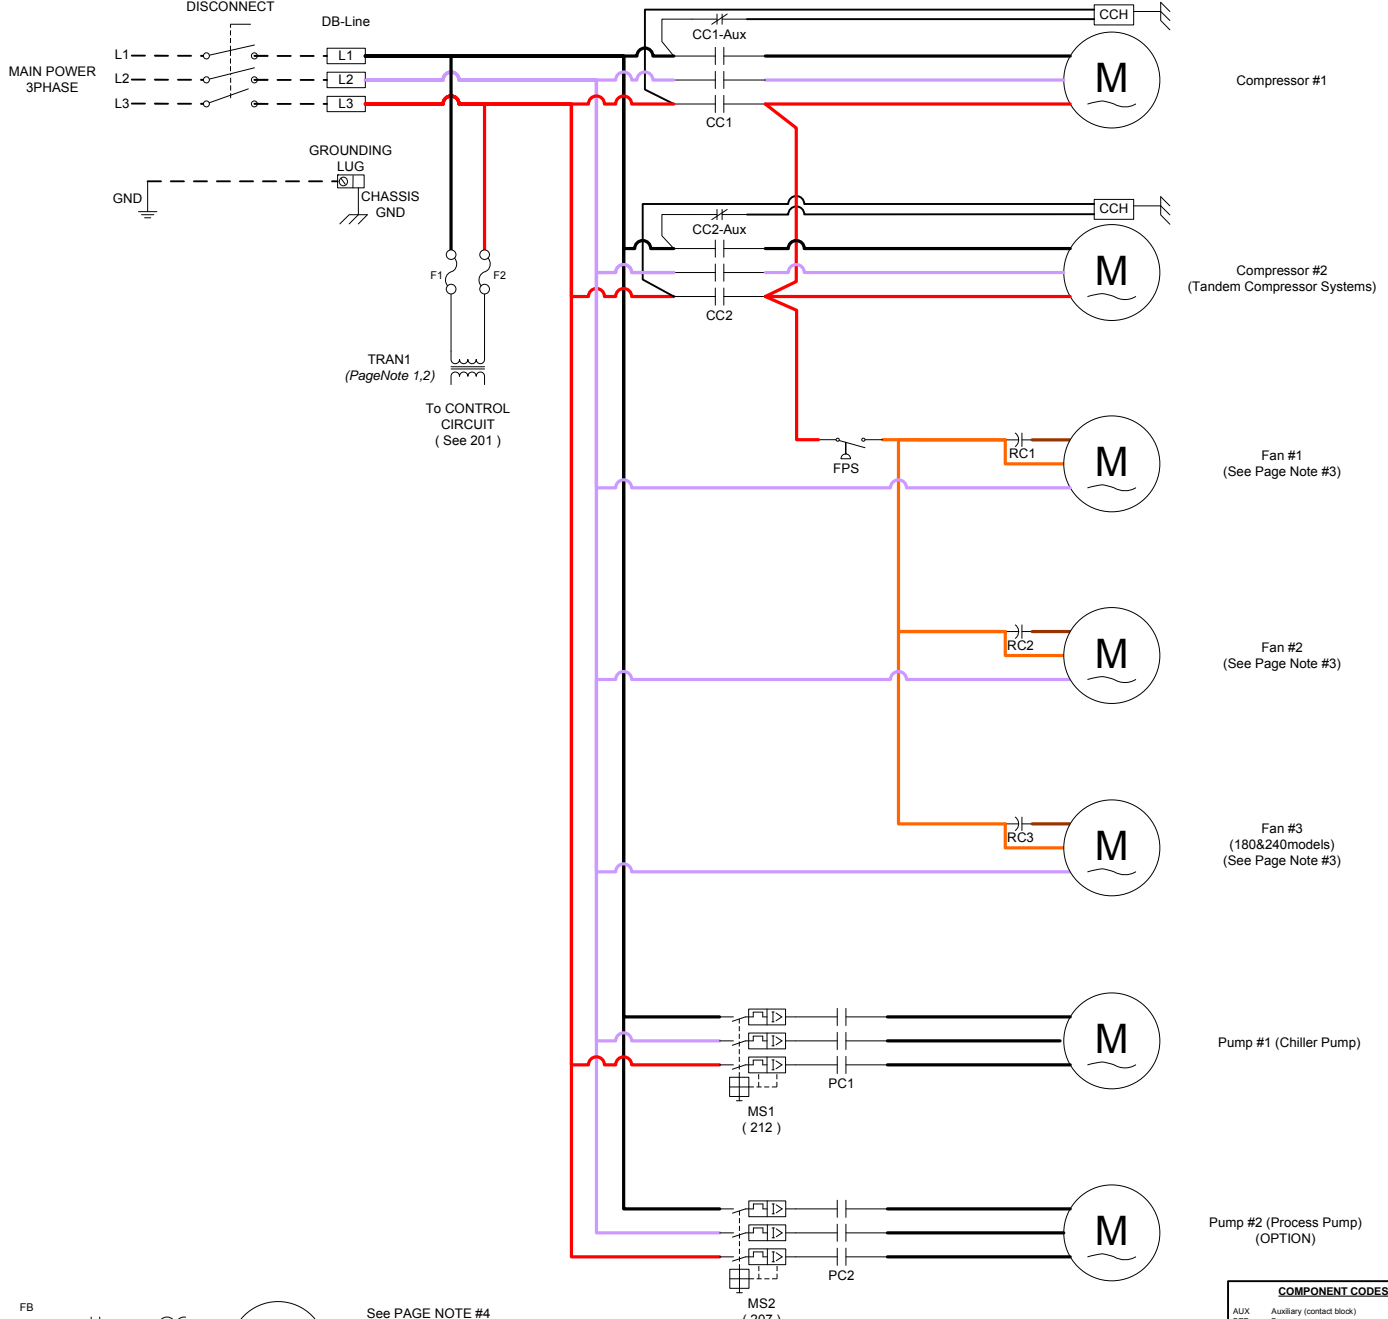 DISCONNECT
DB-Line
CCH
CC1-Aux
L1
L1
MAIN POWER
3PHASE
L2
L2
M
Compressor #1
L3
L3
CC1
GROUNDING
LUG
GND
CHASSIS
GND
CCH
CC2-Aux
F1
F2
M
Compressor #2
(Tandem Compressor Systems)
CC2
TRAN1
(PageNote 1,2)
To CONTROL
CIRCUIT
( See 201 )
RC1
FPS
M
Fan #1
(See Page Note #3)
RC2
M
Fan #2
(See Page Note #3)
RC3
M
Fan #3
(180&240models)
(See Page Note #3)
I>
I>
I>
PC1
M
Pump #1 (Chiller Pump)
MS1
( 212 )
I>
I>
I>
PC2
M
Pump #2 (Process Pump)
(OPTION)
MS2
( 207 )
FB
See PAGE NOTE #4
COMPONENT CODES
AUX Auxiliary (contact block)